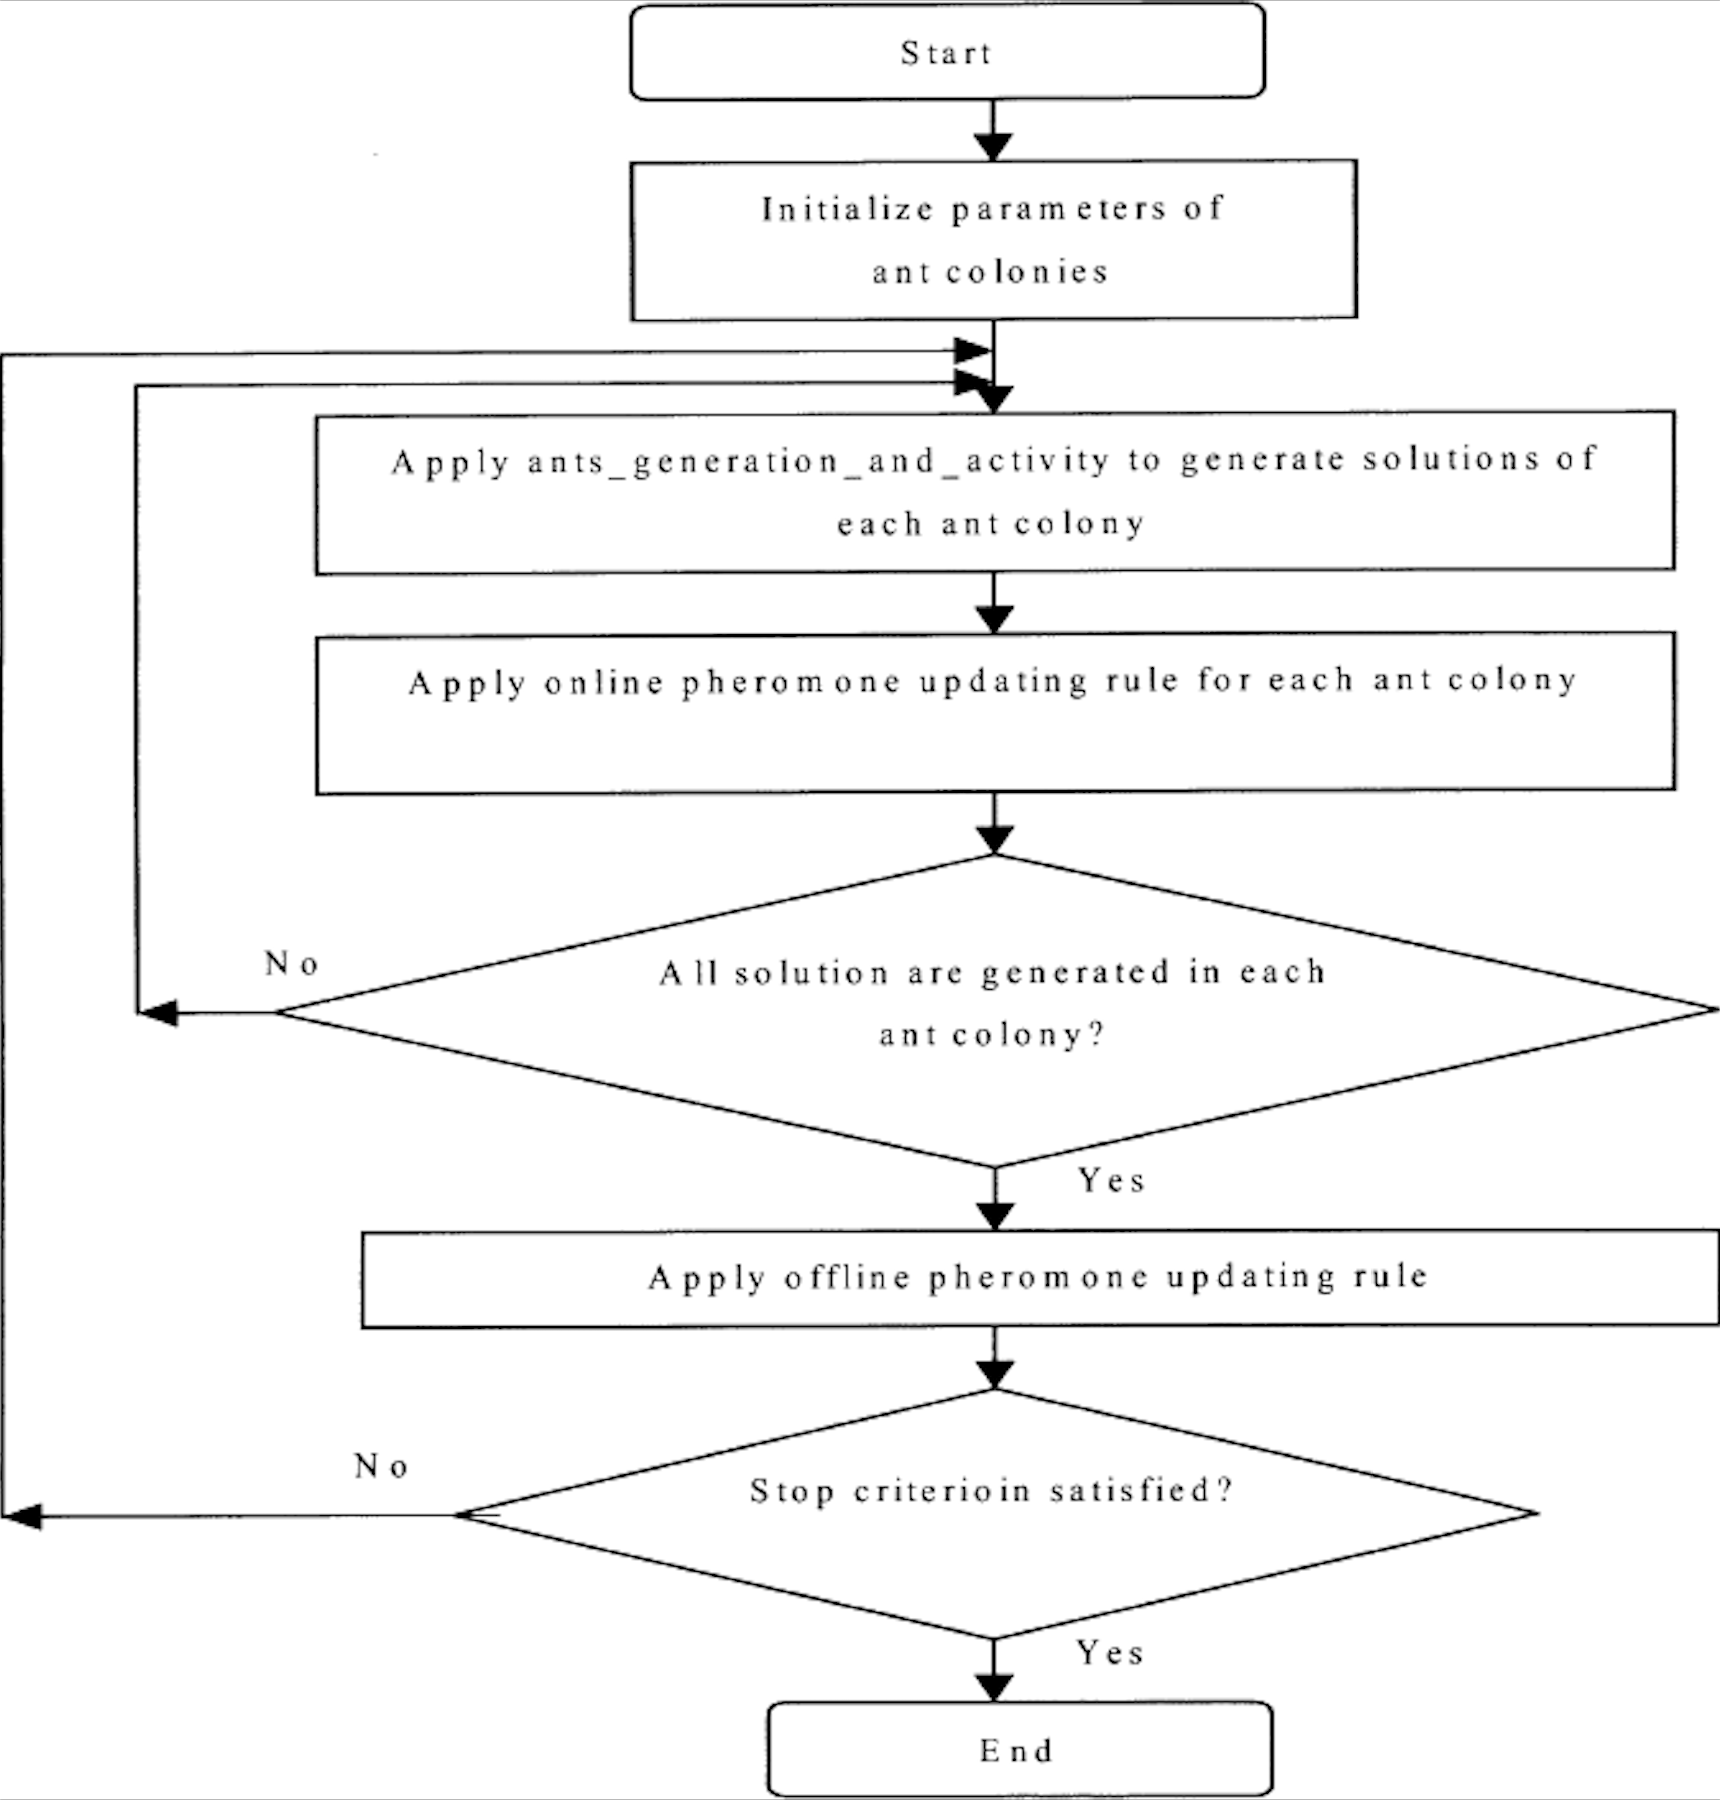 Start
Initialize parameters of
ant colonies
Apply ants_generation_and_activity to generate solutions of
each ant colony
Apply online pheromone updating rule for each ant colony
No
All solution are generated in each
ant colony?
Yes
Apply offline pheromone updating rule
No
Stop criterioin satisfied?
Yes
End